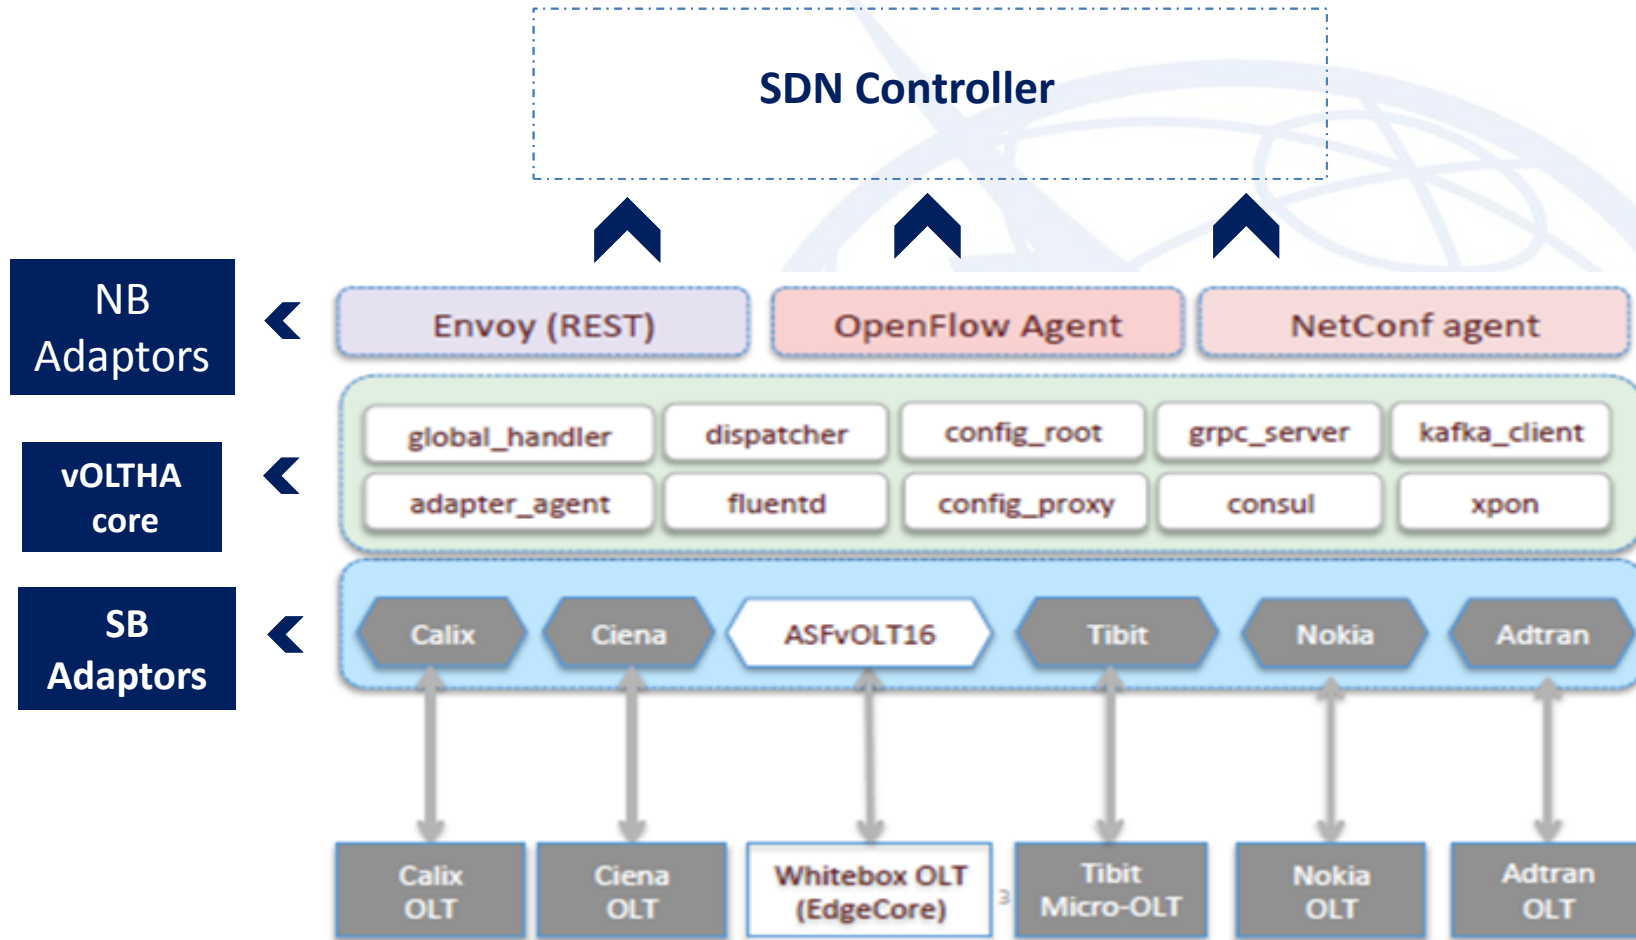 SDN Controller
NB
Adaptors
Envoy (REST)
OpenFlow Agent
NetConf agent
vOLTHA
core
global_handler
dispatcher
config_root
grpc_server
kafka_client
adapter_agent
fluentd
config_proxy
consul
xpon
SB
Adaptors
Calix
Ciena
ASFvOLT16
Tibit
Nokia
Adtran
Calix
OLT
Ciena
OLT
Whitebox OLT
(EdgeCore)
3
Tibit
Micro-OLT
Nokia
OLT
Adtran
OLT